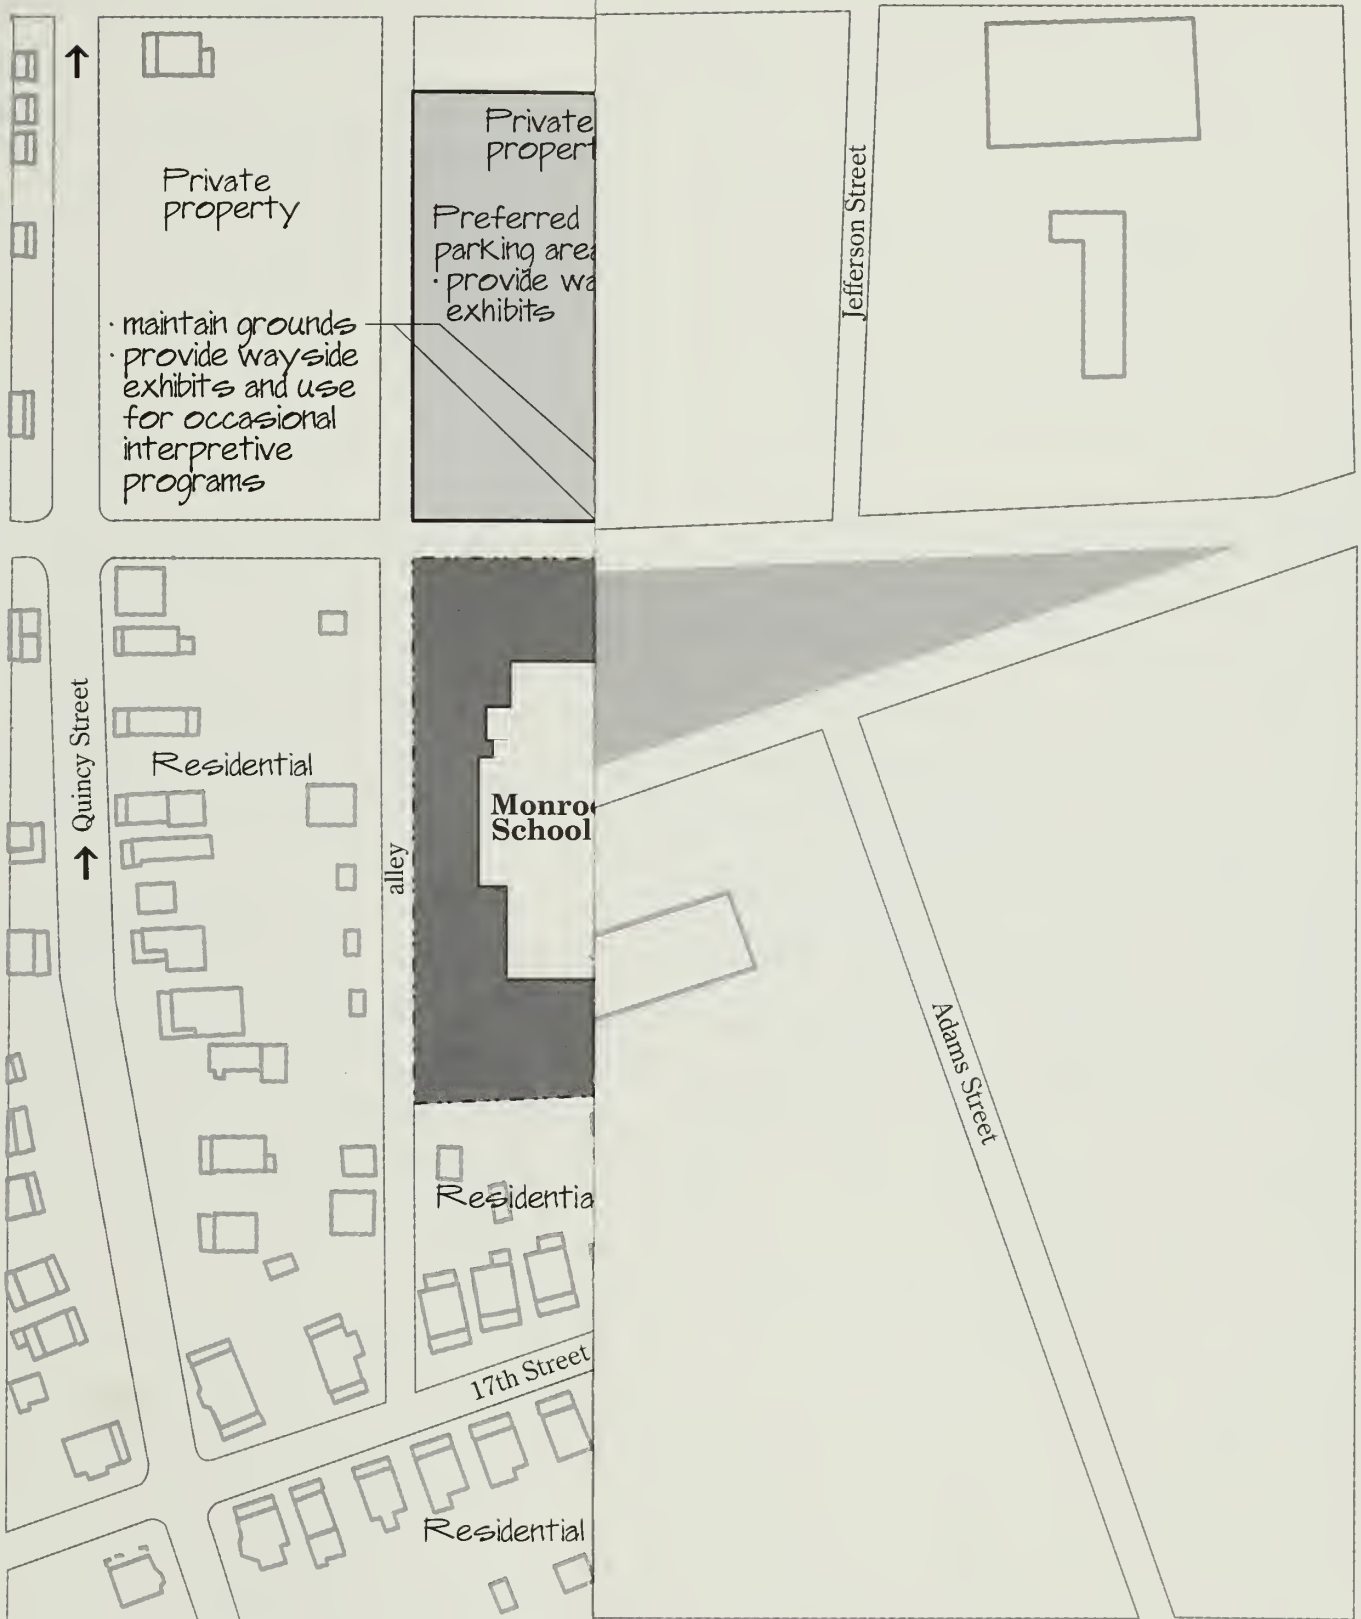 Private
property
· maintain grounds
· provide wayside
exhibits and use
for occasional
interpretive
programs
Private
propert
Preferred
parking area
· provide wa
exhibits
Jefferson Street
Quincy Street
Residential
alley
Monroe
School
Adams Street
Residentia
17th Street
Residential